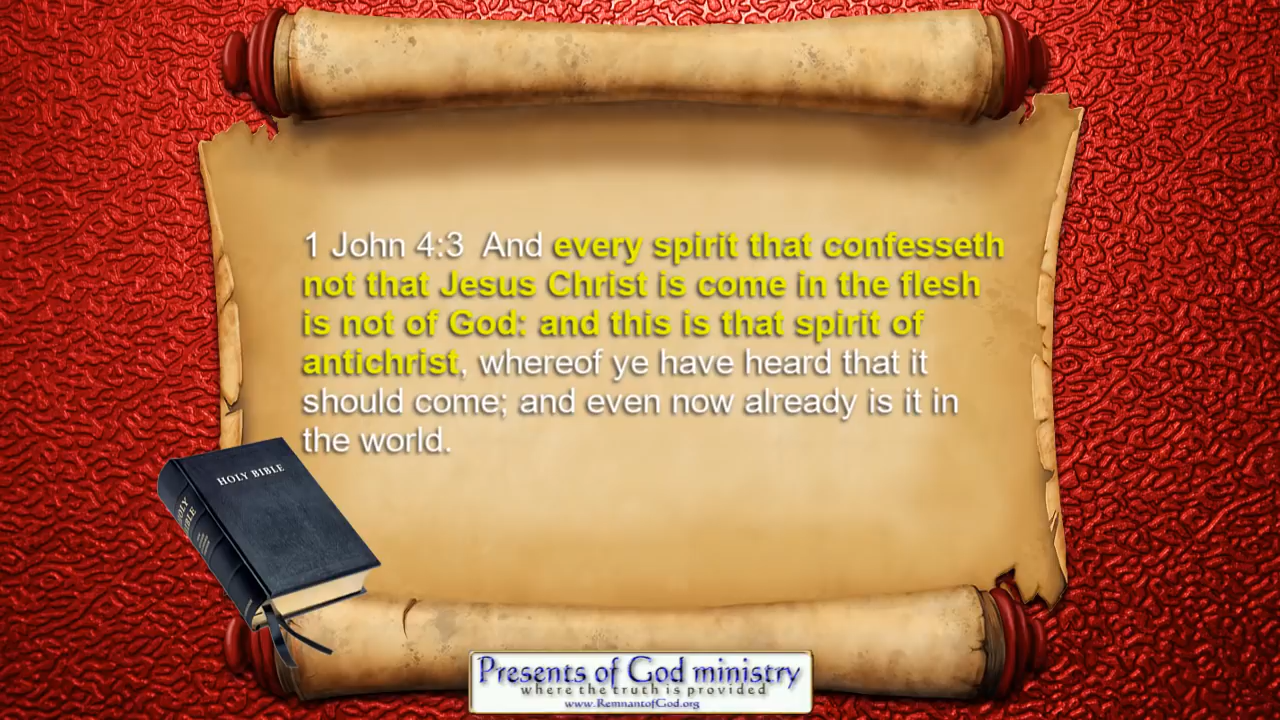 1 John 4:3  And every spirit that confesseth
not that Jesus Christ is come in the flesh
is not of God: and this is that spirit of
antichrist, whereof ye have heard that it
should come; and even now already is it in
the world.
HOLY BIBLE
HOLY
BIBLE
Presents of God ministry
where the truth is provided
www.RemnantofGod.org